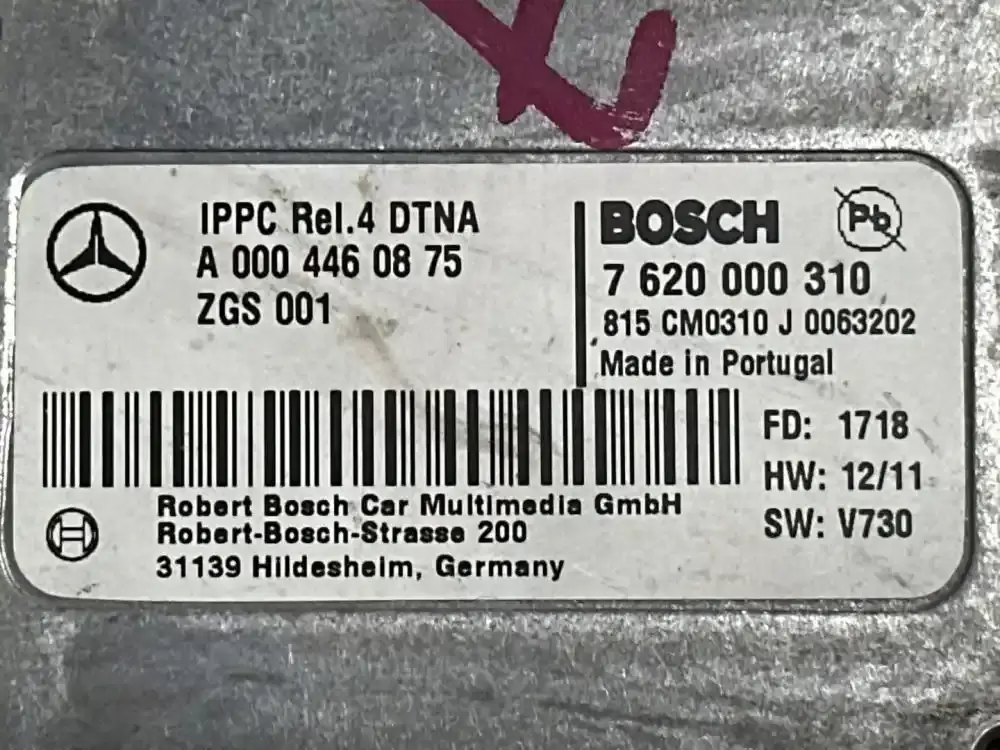 IPPC Rel.4 DTNA
A 000 446 08 75
ZGS 001
BOSCH
Pb
7 620 000 310
815 CM0310 J 0063202
Made in Portugal
FD: 1718
HW: 12/11
SW: V730
Robert Bosch Car Multimedia GmbH
Robert-Bosch-Strasse 200
31139 Hildesheim, Germany